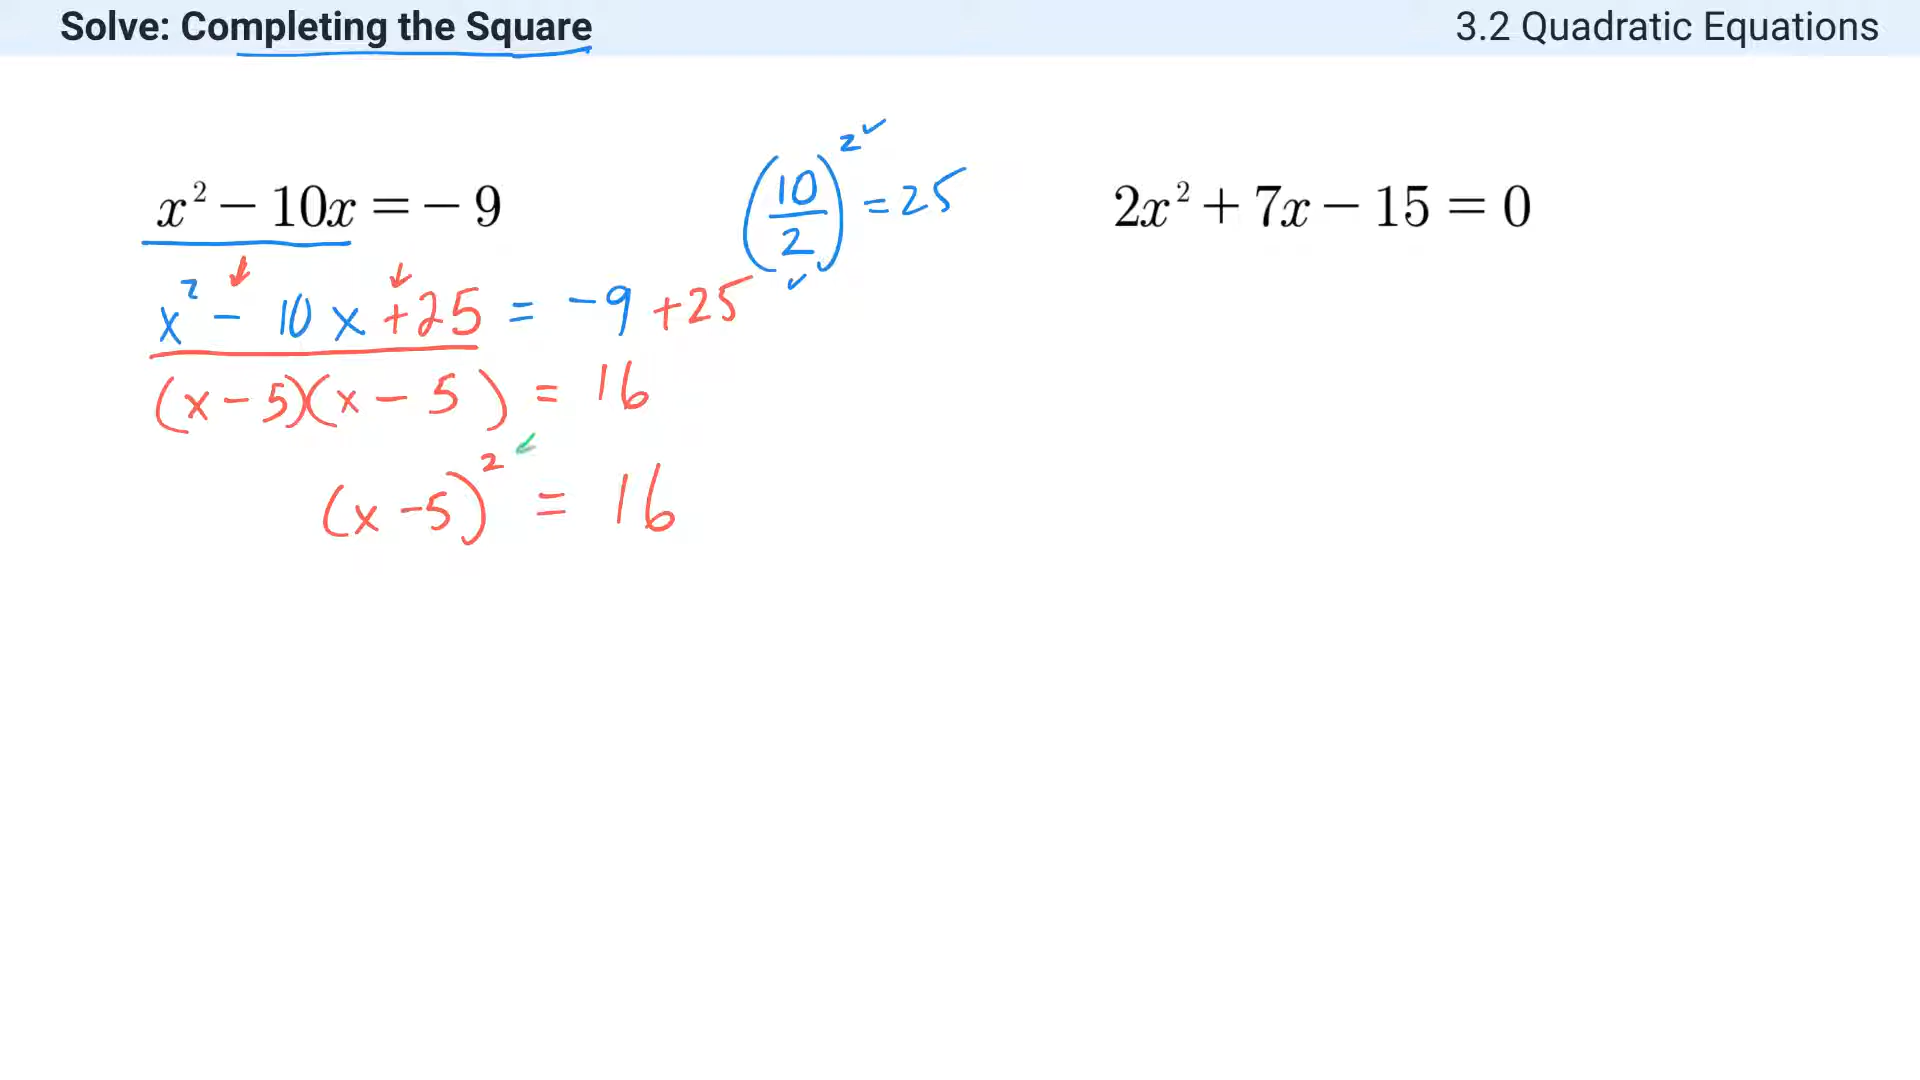 Solve: Completing the Square
3.2 Quadratic Equations
x² − 10x = − 9
(10/2)² = 25
x² - 10x + 25 = -9 + 25
(x - 5)(x - 5) = 16
(x - 5)² = 16
2x² + 7x − 15 = 0